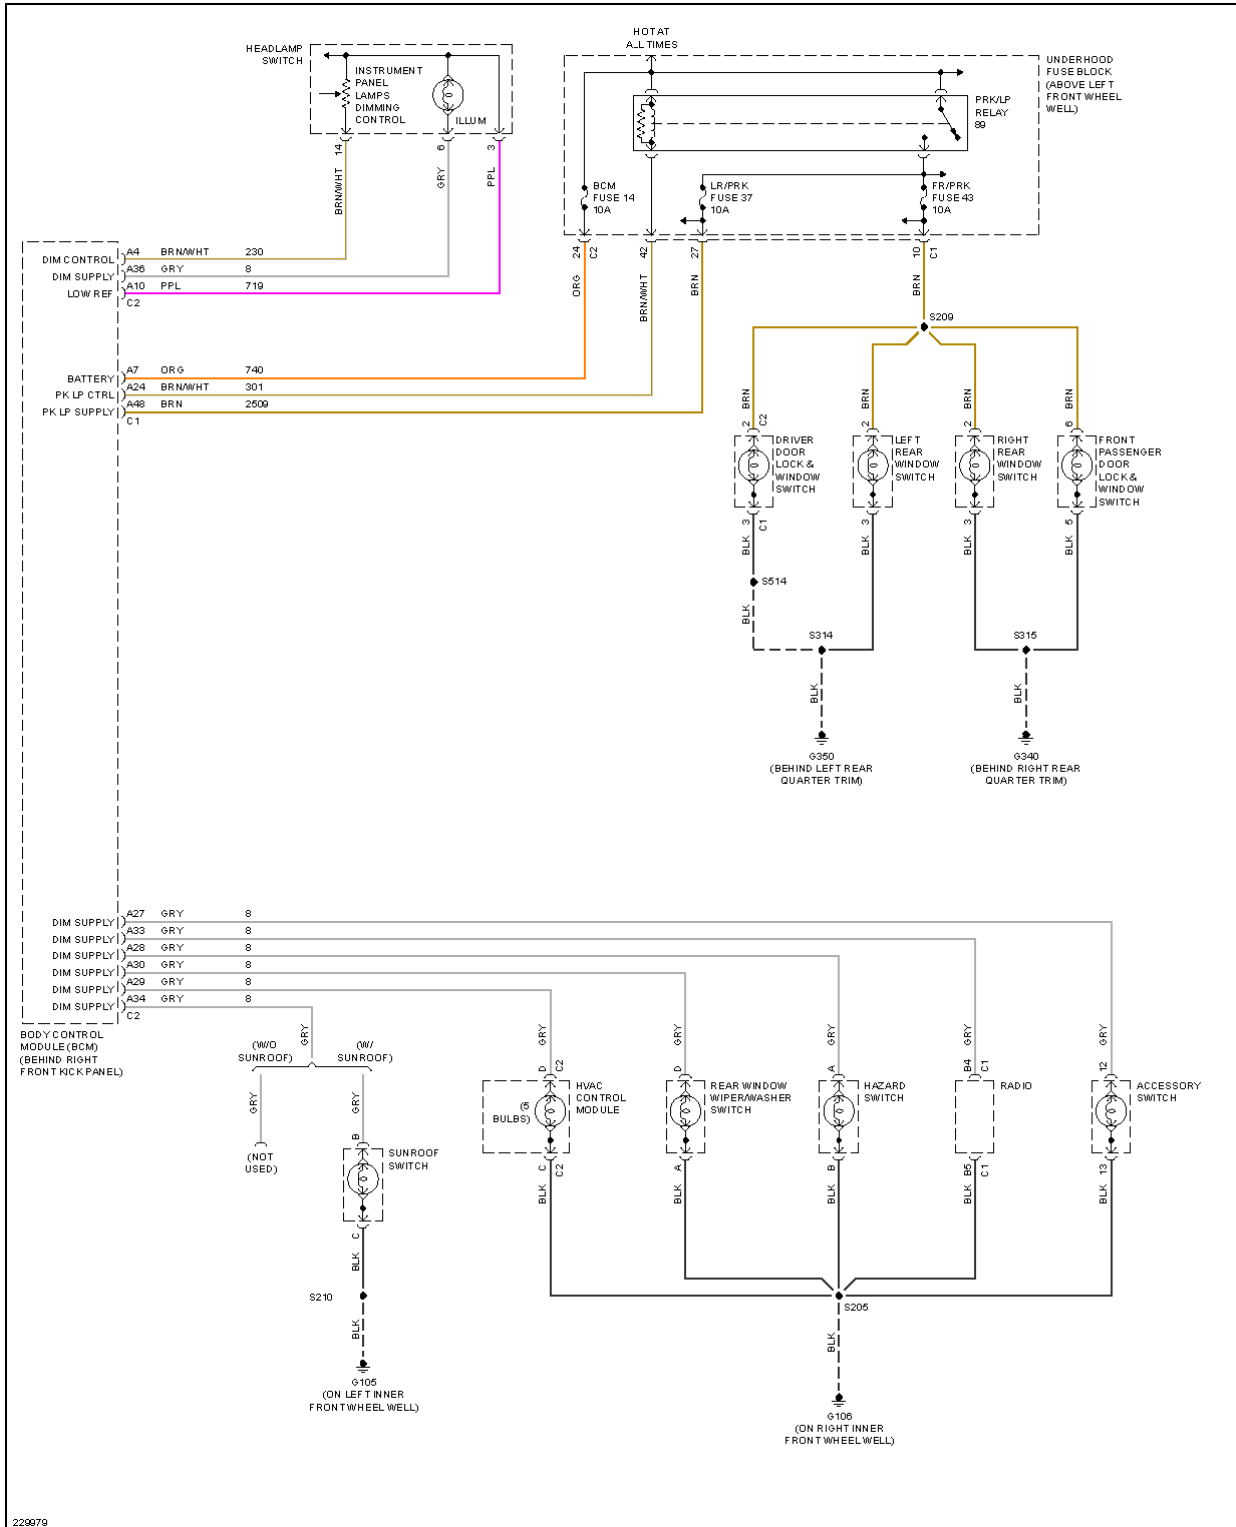 HEADLAMP
SWITCH
INSTRUMENT
PANEL
LAMPS
DIMMING
CONTROL
ILLUM
14
6
3
BRN/WHT
GRY
PPL
HOT AT
ALL TIMES
UNDERHOOD
FUSE BLOCK
(ABOVE LEFT
FRONT WHEEL
WELL)
PRK/LP
RELAY
89
BCM
FUSE 14
10A
LR/PRK
FUSE 37
10A
FR/PRK
FUSE 43
10A
24
C2
42
27
10
C1
ORG
BRN/WHT
BRN
BRN
DIM CONTROL
A4 BRN/WHT 230
DIM SUPPLY
A36 GRY 8
LOW REF
A10 PPL 719
C2
BATTERY
A7 ORG 740
PK LP CTRL
A24 BRN/WHT 301
PK LP SUPPLY
A48 BRN 2509
C1
S209
BRN
BRN
BRN
BRN
2
C2
2
2
6
DRIVER
DOOR
LOCK &
WINDOW
SWITCH
LEFT
REAR
WINDOW
SWITCH
RIGHT
REAR
WINDOW
SWITCH
FRONT
PASSENGER
DOOR
LOCK &
WINDOW
SWITCH
3
C1
3
3
5
BLK
BLK
BLK
BLK
S514
BLK
S314
S315
BLK
BLK
G350
(BEHIND LEFT REAR
QUARTER TRIM)
G340
(BEHIND RIGHT REAR
QUARTER TRIM)
DIM SUPPLY
A27 GRY 8
DIM SUPPLY
A33 GRY 8
DIM SUPPLY
A28 GRY 8
DIM SUPPLY
A30 GRY 8
DIM SUPPLY
A29 GRY 8
DIM SUPPLY
A34 GRY 8
C2
BODY CONTROL
MODULE (BCM)
(BEHIND RIGHT
FRONT KICK PANEL)
GRY
(W/O
SUNROOF)
(W/
SUNROOF)
GRY
GRY
(NOT
USED)
B
SUNROOF
SWITCH
C
BLK
S210
BLK
G105
(ON LEFT INNER
FRONT WHEEL WELL)
GRY
GRY
GRY
GRY
GRY
D
C2
D
A
B4
C1
12
(5
BULBS)
HVAC
CONTROL
MODULE
REAR WINDOW
WIPER/WASHER
SWITCH
HAZARD
SWITCH
RADIO
ACCESSORY
SWITCH
C
C2
A
B
B5
C1
13
BLK
BLK
BLK
BLK
BLK
S205
BLK
G106
(ON RIGHT INNER
FRONT WHEEL WELL)
229979